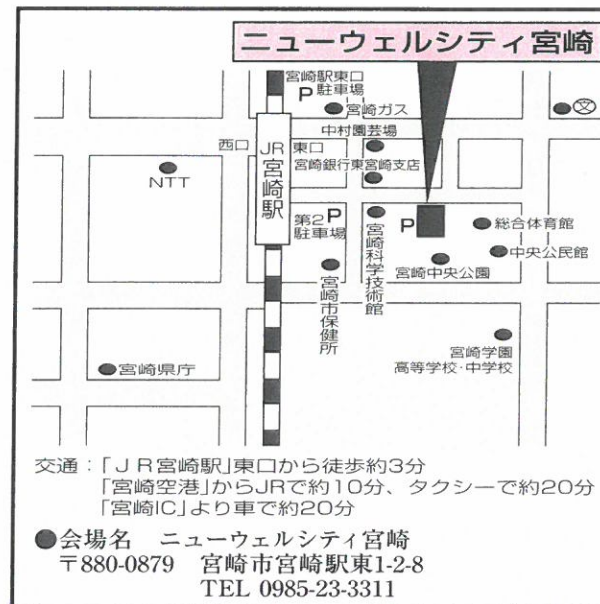 ニューウェルシティ宮崎
宮崎駅東口
P 駐車場
宮崎ガス
文
中村園芸場
西口
JR宮崎駅
東口
宮崎銀行東宮崎支店
NTT
第2
駐車場
P
宮崎科学技術館
P
総合体育館
中央公民館
宮崎中央公園
宮崎市保健所
宮崎学園
高等学校・中学校
宮崎県庁
交通:「JR宮崎駅」東口から徒歩約3分
「宮崎空港」からJRで約10分、タクシーで約20分
「宮崎IC」より車で約20分
●会場名 ニューウェルシティ宮崎
〒880-0879 宮崎市宮崎駅東1-2-8
TEL 0985-23-3311